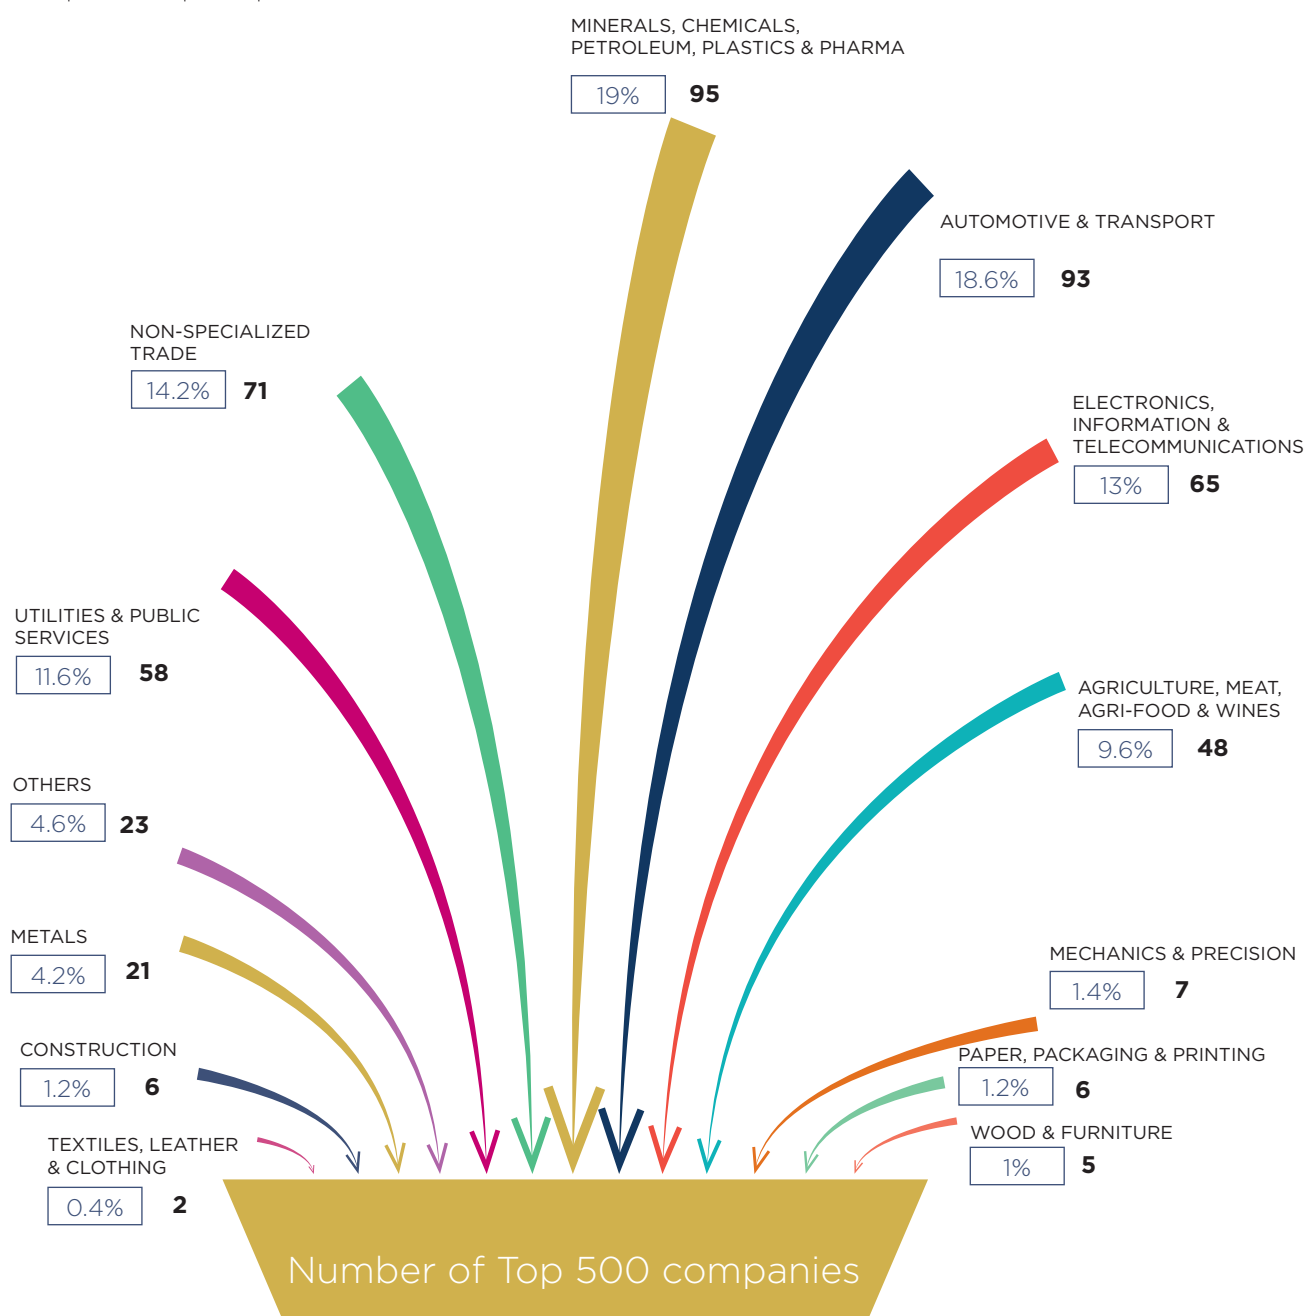 MINERALS, CHEMICALS,
PETROLEUM, PLASTICS & PHARMA
19% 95
AUTOMOTIVE & TRANSPORT
18.6% 93
NON-SPECIALIZED
TRADE
14.2% 71
ELECTRONICS,
INFORMATION &
TELECOMMUNICATIONS
13% 65
UTILITIES & PUBLIC
SERVICES
11.6% 58
AGRICULTURE, MEAT,
AGRI-FOOD & WINES
9.6% 48
OTHERS
4.6% 23
METALS
4.2% 21
MECHANICS & PRECISION
1.4% 7
CONSTRUCTION
1.2% 6
PAPER, PACKAGING & PRINTING
1.2% 6
TEXTILES, LEATHER
& CLOTHING
0.4% 2
WOOD & FURNITURE
1% 5
Number of Top 500 companies